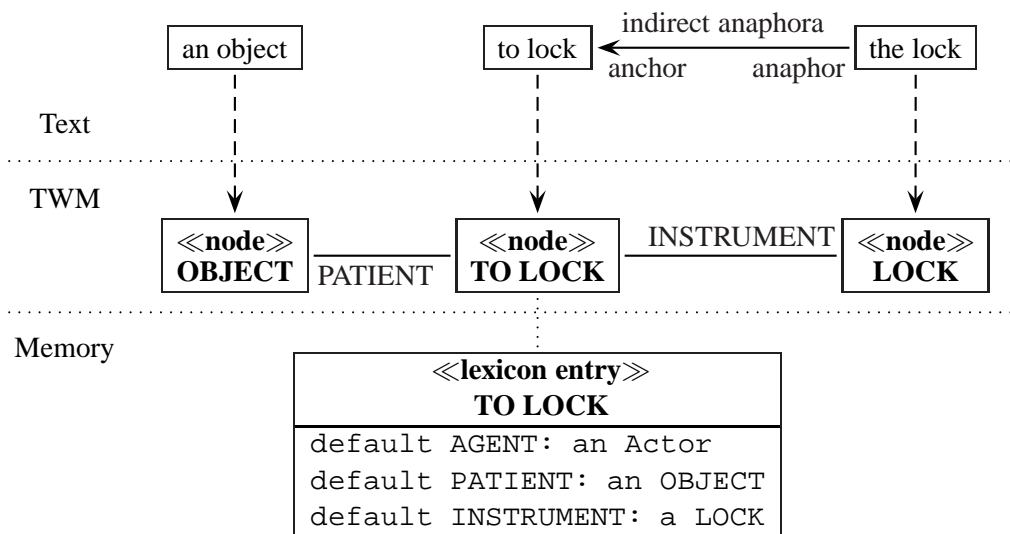 indirect anaphora
an object to lock the lock
anchor anaphor
Text
TWM
≪node≫ ≪node≫ INSTRUMENT ≪node≫
OBJECT PATIENT TO LOCK LOCK
Memory
≪lexicon entry≫
TO LOCK
default AGENT: an Actor
default PATIENT: an OBJECT
default INSTRUMENT: a LOCK